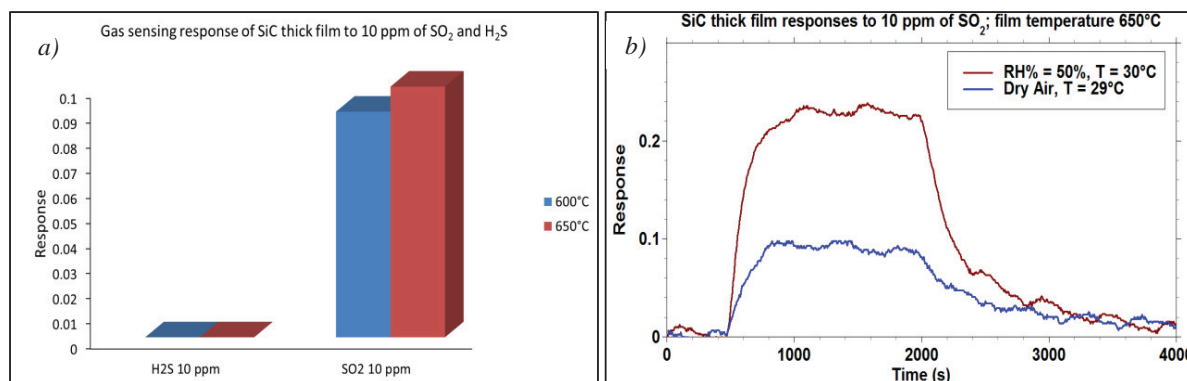 a)
Gas sensing response of SiC thick film to 10 ppm of SO₂ and H₂S
0.1
0.09
0.08
0.07
0.06
0.05
0.04
0.03
0.02
0.01
0
Response
H2S 10 ppm
SO2 10 ppm
600°C
650°C
b)
SiC thick film responses to 10 ppm of SO₂; film temperature 650°C
RH% = 50%, T = 30°C
Dry Air, T = 29°C
0.2
0.1
0
Response
0
1000
2000
3000
4000
Time (s)